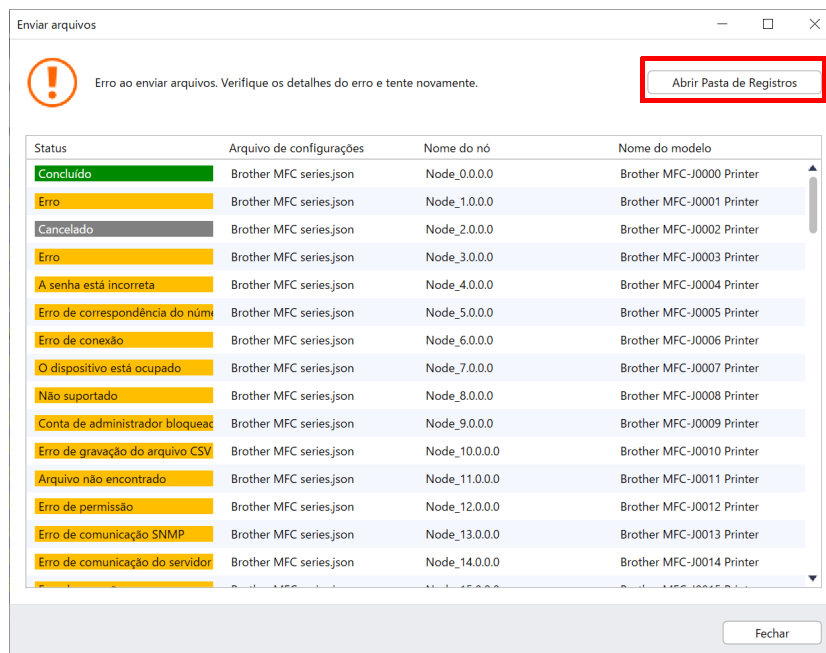 Enviar arquivos
Erro ao enviar arquivos. Verifique os detalhes do erro e tente novamente.
Abrir Pasta de Registros
Status Arquivo de configurações Nome do nó Nome do modelo
Concluído Brother MFC series.json Node_0.0.0.0 Brother MFC-J0000 Printer
Erro Brother MFC series.json Node_1.0.0.0 Brother MFC-J0001 Printer
Cancelado Brother MFC series.json Node_2.0.0.0 Brother MFC-J0002 Printer
Erro Brother MFC series.json Node_3.0.0.0 Brother MFC-J0003 Printer
A senha está incorreta Brother MFC series.json Node_4.0.0.0 Brother MFC-J0004 Printer
Erro de correspondência do núme Brother MFC series.json Node_5.0.0.0 Brother MFC-J0005 Printer
Erro de conexão Brother MFC series.json Node_6.0.0.0 Brother MFC-J0006 Printer
O dispositivo está ocupado Brother MFC series.json Node_7.0.0.0 Brother MFC-J0007 Printer
Não suportado Brother MFC series.json Node_8.0.0.0 Brother MFC-J0008 Printer
Conta de administrador bloqueac Brother MFC series.json Node_9.0.0.0 Brother MFC-J0009 Printer
Erro de gravação do arquivo CSV Brother MFC series.json Node_10.0.0.0 Brother MFC-J0010 Printer
Arquivo não encontrado Brother MFC series.json Node_11.0.0.0 Brother MFC-J0011 Printer
Erro de permissão Brother MFC series.json Node_12.0.0.0 Brother MFC-J0012 Printer
Erro de comunicação SNMP Brother MFC series.json Node_13.0.0.0 Brother MFC-J0013 Printer
Erro de comunicação do servidor Brother MFC series.json Node_14.0.0.0 Brother MFC-J0014 Printer
Fechar